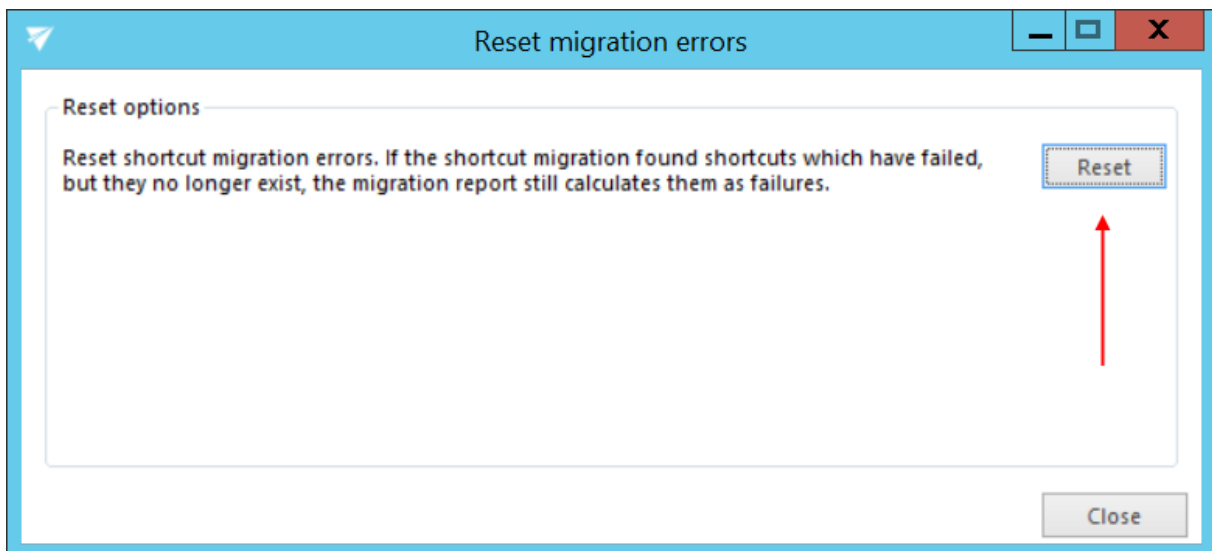 Reset migration errors
X
Reset options
Reset shortcut migration errors. If the shortcut migration found shortcuts which have failed,
but they no longer exist, the migration report still calculates them as failures.
Reset
Close